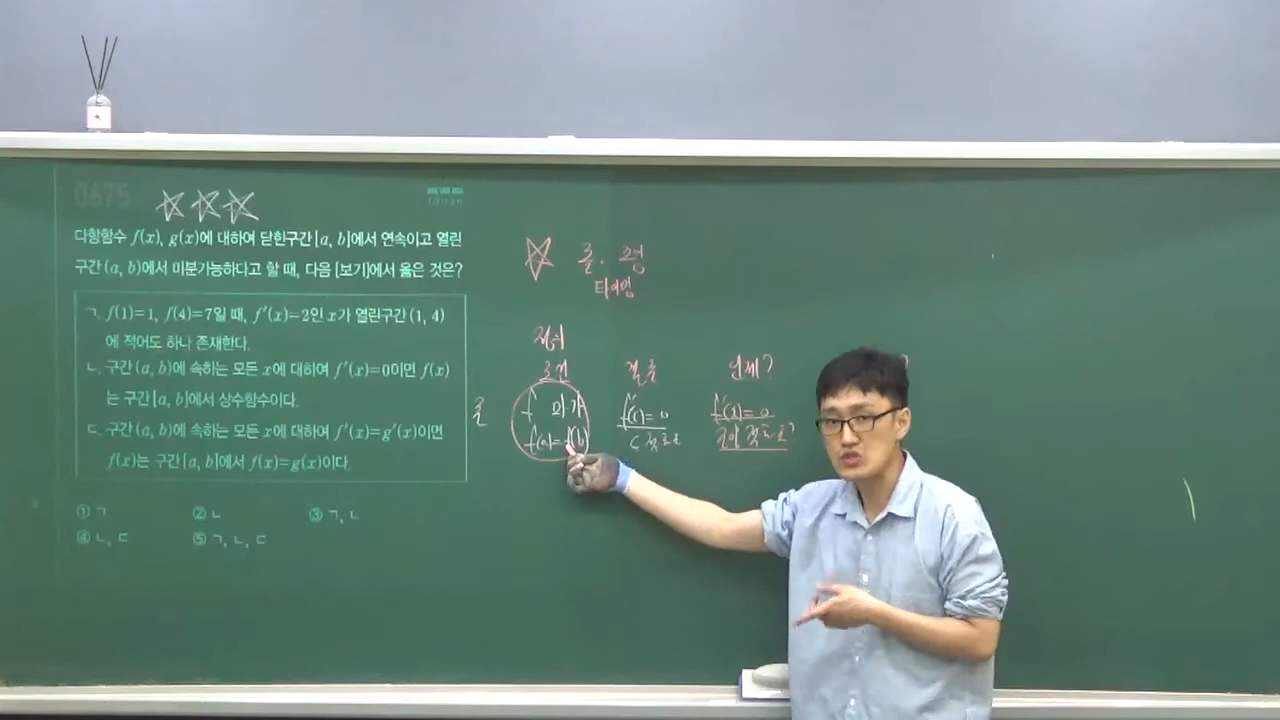 0675
다항함수 f(x), g(x)에 대하여 닫힌구간 [a, b]에서 연속이고 열린
구간 (a, b)에서 미분가능하다고 할 때, 다음 [보기]에서 옳은 것은?
ㄱ. f(1)=1, f(4)=7일 때, f'(x)=2인 x가 열린구간 (1, 4)
에 적어도 하나 존재한다.
ㄴ. 구간 (a, b)에 속하는 모든 x에 대하여 f'(x)=0이면 f(x)
는 구간 [a, b]에서 상수함수이다.
ㄷ. 구간 (a, b)에 속하는 모든 x에 대하여 f'(x)=g'(x)이면
f(x)는 구간 [a, b]에서 f(x)=g(x)이다.
① ㄱ ② ㄴ ③ ㄱ, ㄴ
④ ㄴ, ㄷ ⑤ ㄱ, ㄴ, ㄷ
롤. 평
타이밍
조건 결론 언제?
롤 f 미가 f'(c)=0 f'(x)=0
f(a)=f(b) c